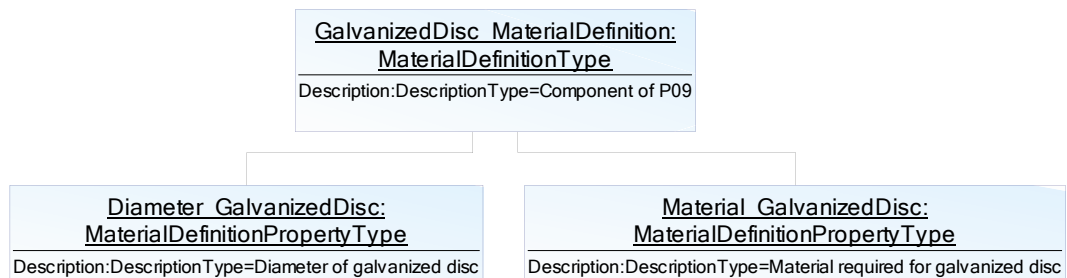 GalvanizedDisc MaterialDefinition:
MaterialDefinitionType
Description:DescriptionType=Component of P09
Diameter GalvanizedDisc:
MaterialDefinitionPropertyType
Description:DescriptionType=Diameter of galvanized disc
Material GalvanizedDisc:
MaterialDefinitionPropertyType
Description:DescriptionType=Material required for galvanized disc